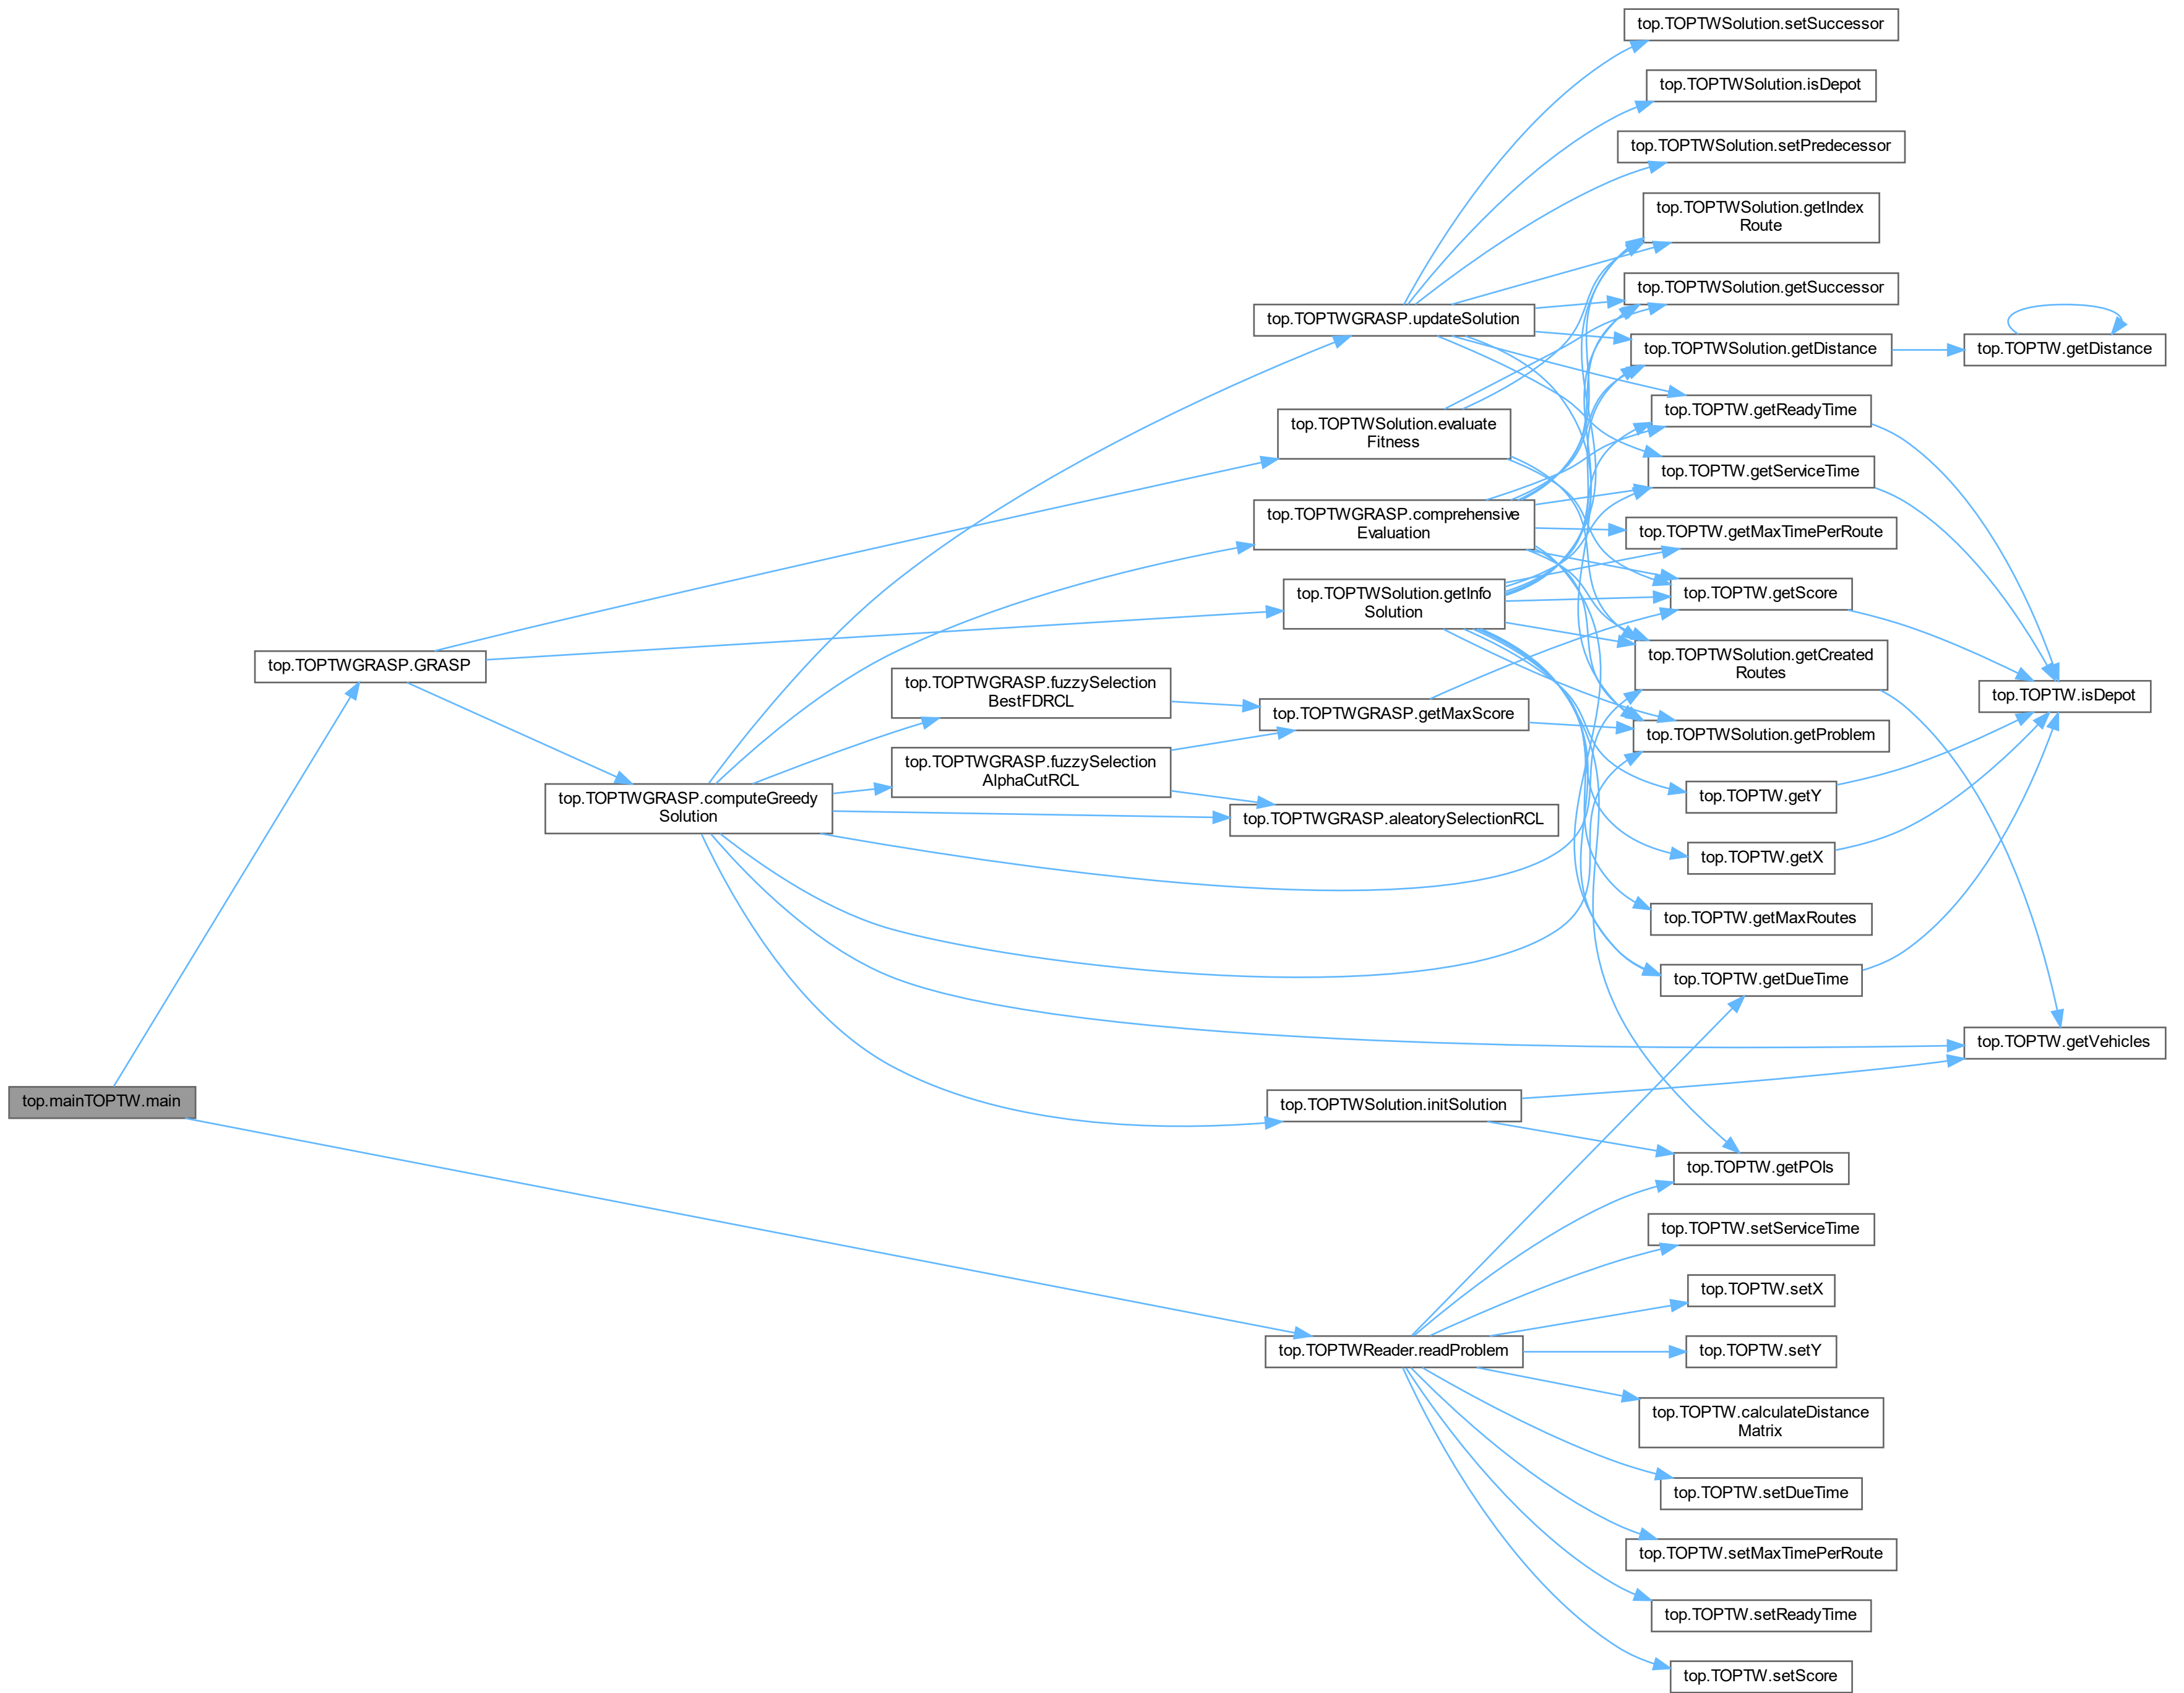 top.mainTOPTW.main
top.TOPTWGRASP.GRASP
top.TOPTWGRASP.computeGreedy
Solution
top.TOPTWGRASP.fuzzySelection
BestFDRCL
top.TOPTWGRASP.fuzzySelection
AlphaCutRCL
top.TOPTWGRASP.updateSolution
top.TOPTWSolution.evaluate
Fitness
top.TOPTWGRASP.comprehensive
Evaluation
top.TOPTWSolution.getInfo
Solution
top.TOPTWGRASP.getMaxScore
top.TOPTWGRASP.aleatorySelectionRCL
top.TOPTWSolution.initSolution
top.TOPTWReader.readProblem
top.TOPTWSolution.setSuccessor
top.TOPTWSolution.isDepot
top.TOPTWSolution.setPredecessor
top.TOPTWSolution.getIndex
Route
top.TOPTWSolution.getSuccessor
top.TOPTWSolution.getDistance
top.TOPTW.getReadyTime
top.TOPTW.getServiceTime
top.TOPTW.getMaxTimePerRoute
top.TOPTW.getScore
top.TOPTWSolution.getCreated
Routes
top.TOPTWSolution.getProblem
top.TOPTW.getY
top.TOPTW.getX
top.TOPTW.getMaxRoutes
top.TOPTW.getDueTime
top.TOPTW.getPOIs
top.TOPTW.setServiceTime
top.TOPTW.setX
top.TOPTW.setY
top.TOPTW.calculateDistance
Matrix
top.TOPTW.setDueTime
top.TOPTW.setMaxTimePerRoute
top.TOPTW.setReadyTime
top.TOPTW.setScore
top.TOPTW.getDistance
top.TOPTW.isDepot
top.TOPTW.getVehicles